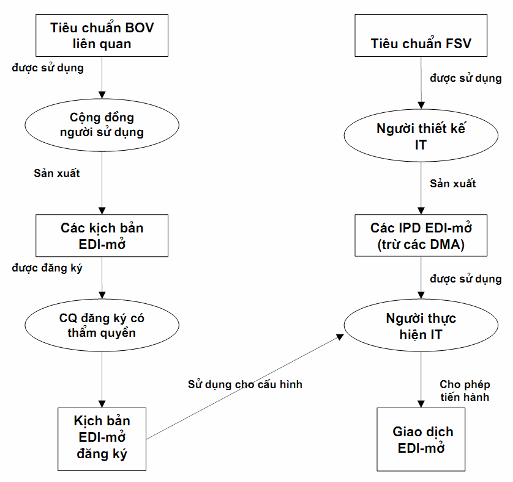 Tiêu chuẩn BOV
liên quan
được sử dụng
Cộng đồng
người sử dụng
Sản xuất
Các kịch bản
EDI-mở
được đăng ký
CQ đăng ký có
thẩm quyền
Kịch bản
EDI-mở
đăng ký
Sử dụng cho cấu hình
Tiêu chuẩn FSV
được sử dụng
Người thiết kế
IT
Sản xuất
Các IPD EDI-mở
(trừ các DMA)
được sử dụng
Người thực
hiện IT
Cho phép
tiến hành
Giao dịch
EDI-mở